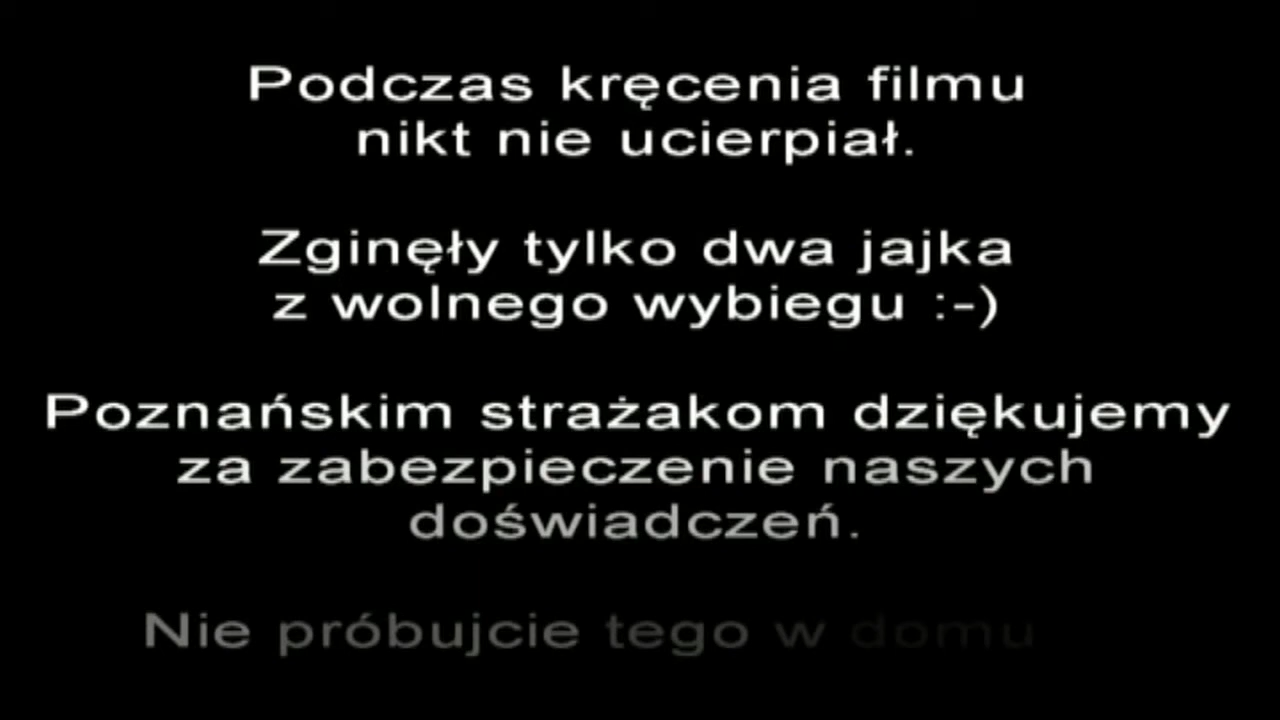 Podczas kręcenia filmu
nikt nie ucierpiał.
Zginęły tylko dwa jajka
z wolnego wybiegu :-)
Poznańskim strażakom dziękujemy
za zabezpieczenie naszych
doświadczeń.
Nie próbujcie tego w domu